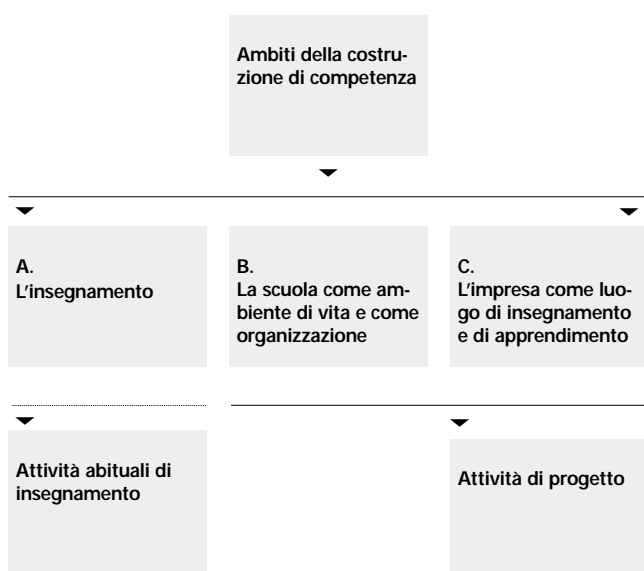 Ambiti della costru-
zione di competenza
A.
L'insegnamento
B.
La scuola come am-
biente di vita e come
organizzazione
C.
L'impresa come luo-
go di insegnamento
e di apprendimento
Attività abituali di
insegnamento
Attività di progetto